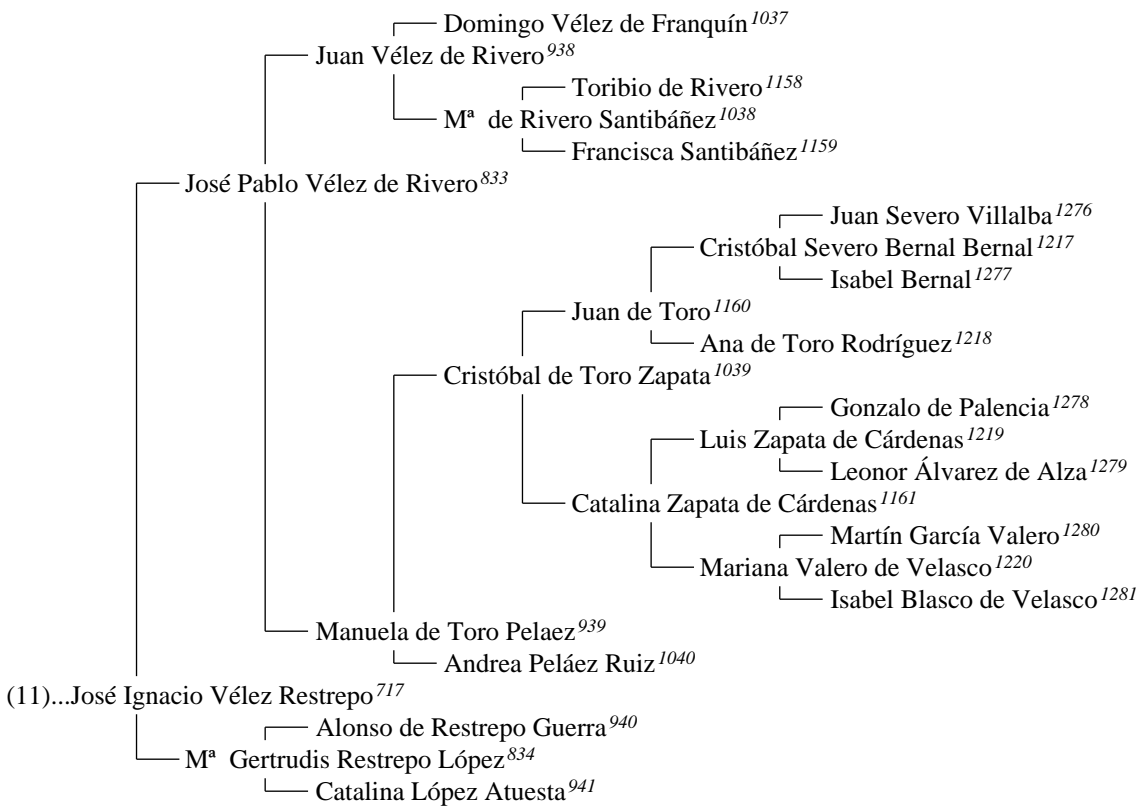 Domingo Vélez de Franquín1037
Juan Vélez de Rivero938
Toribio de Rivero1158
Mª de Rivero Santibáñez1038
Francisca Santibáñez1159
José Pablo Vélez de Rivero833
Juan Severo Villalba1276
Cristóbal Severo Bernal Bernal1217
Isabel Bernal1277
Juan de Toro1160
Ana de Toro Rodríguez1218
Cristóbal de Toro Zapata1039
Gonzalo de Palencia1278
Luis Zapata de Cárdenas1219
Leonor Álvarez de Alza1279
Catalina Zapata de Cárdenas1161
Martín García Valero1280
Mariana Valero de Velasco1220
Isabel Blasco de Velasco1281
Manuela de Toro Pelaez939
Andrea Peláez Ruiz1040
(11)...José Ignacio Vélez Restrepo717
Alonso de Restrepo Guerra940
Mª Gertrudis Restrepo López834
Catalina López Atuesta941